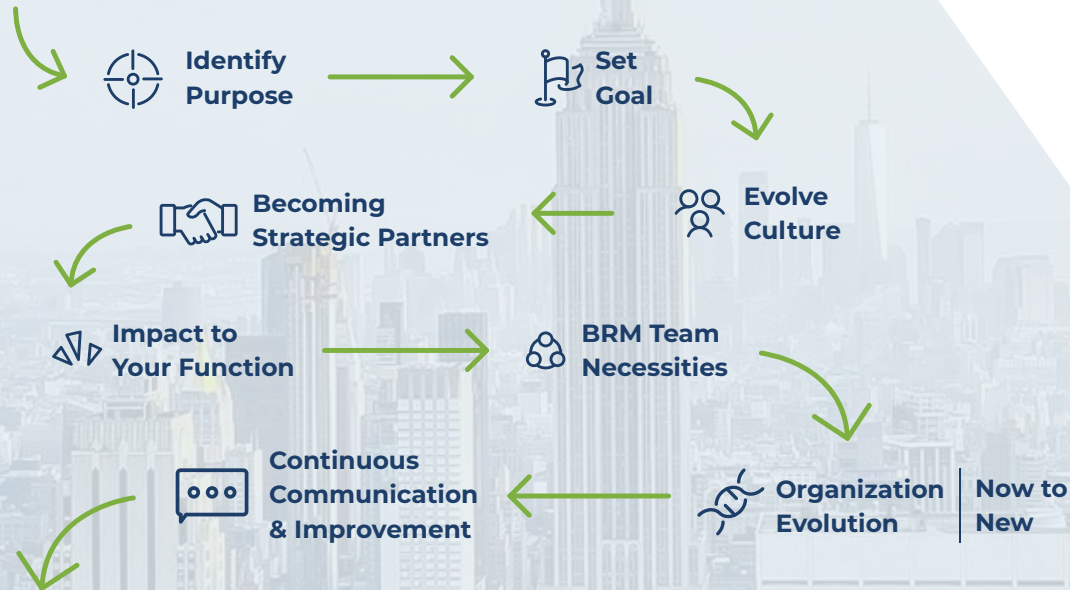 Identify
Purpose
Set
Goal
Evolve
Culture
Becoming
Strategic Partners
Impact to
Your Function
BRM Team
Necessities
Organization
Evolution
Now to
New
Continuous
Communication
& Improvement